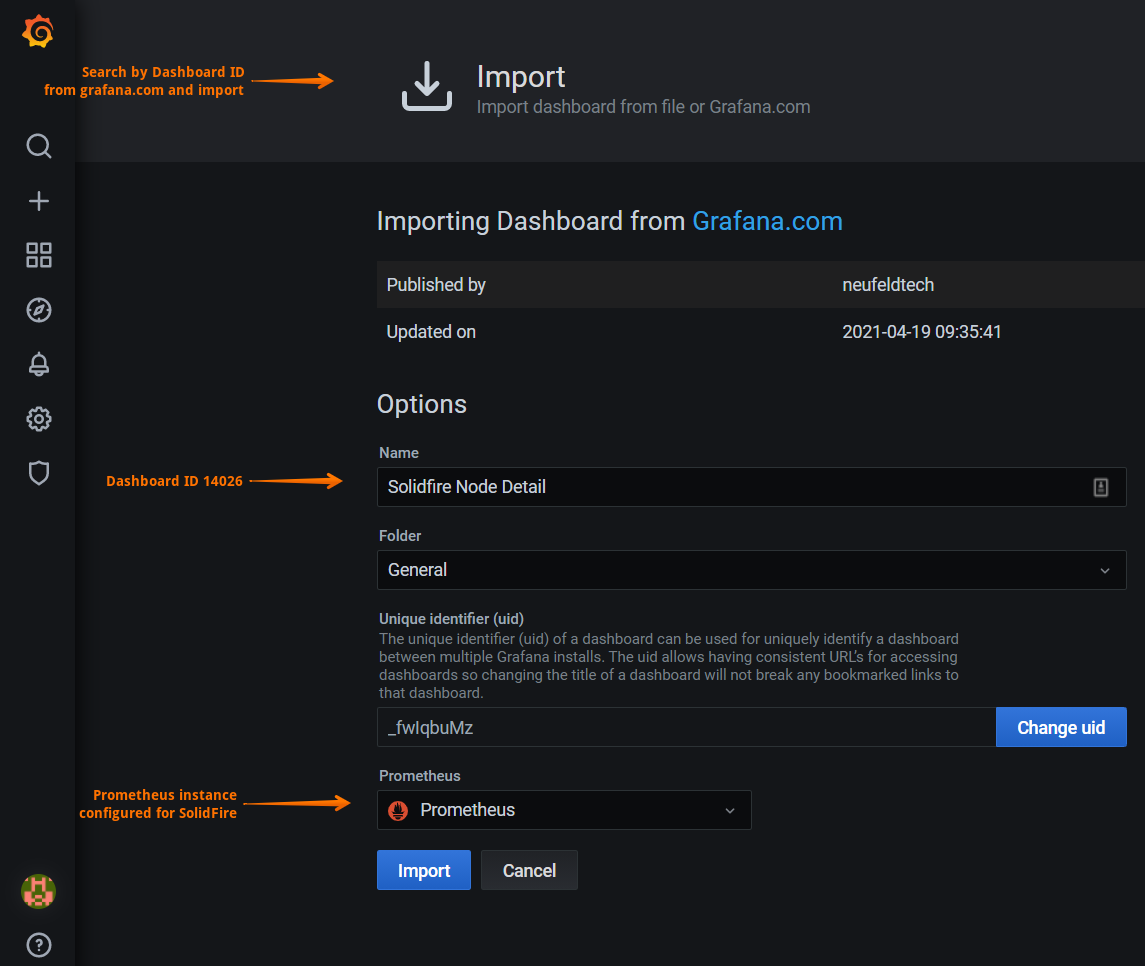 Search by Dashboard ID
from grafana.com and import
Import
Import dashboard from file or Grafana.com
Importing Dashboard from Grafana.com
Published by neufeldtech
Updated on 2021-04-19 09:35:41
Options
Name
Dashboard ID 14026
Solidfire Node Detail
Folder
General
Unique identifier (uid)
The unique identifier (uid) of a dashboard can be used for uniquely identify a dashboard
between multiple Grafana installs. The uid allows having consistent URL's for accessing
dashboards so changing the title of a dashboard will not break any bookmarked links to
that dashboard.
_fwIqbuMz Change uid
Prometheus
Prometheus instance
configured for SolidFire
Prometheus
Import Cancel